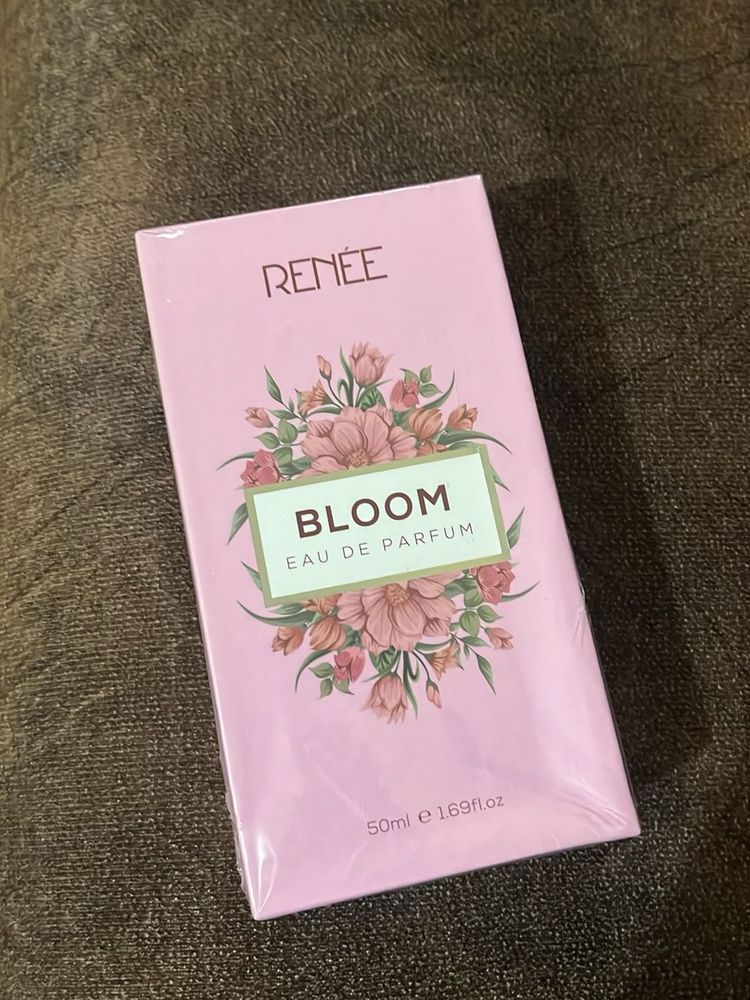 RENÉE
BLOOM
EAU DE PARFUM
50ml e 1.69fl.oz